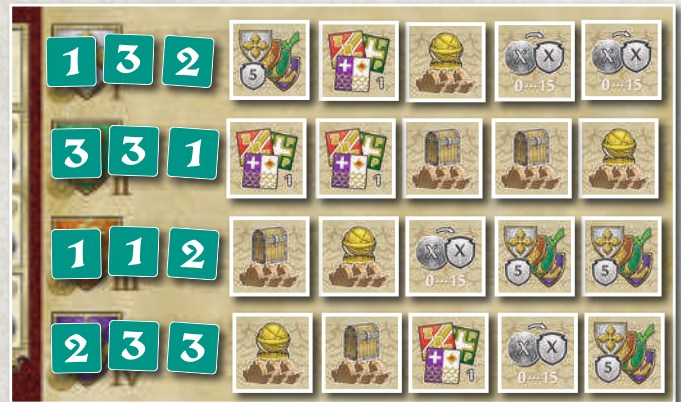 1 3 2 I 5 1 X X 0...15 X X 0...15
3 3 1 II 1 1
1 1 2 III X X 0...15 5 5
2 3 3 IV 1 X X 0...15 5